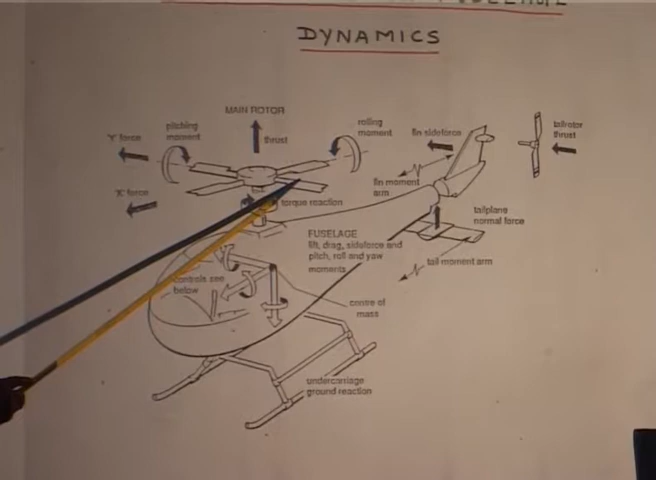 DYNAMICS
MAIN ROTOR
pitching
moment
rolling
moment
'Y' force
thrust
fin sideforce
tailrotor
thrust
'X' force
fin moment
arm
torque reaction
tailplane
normal force
FUSELAGE
lift, drag, sideforce and
pitch, roll and yaw
moments
tail moment arm
controls see
below
centre of
mass
undercarriage
ground reaction